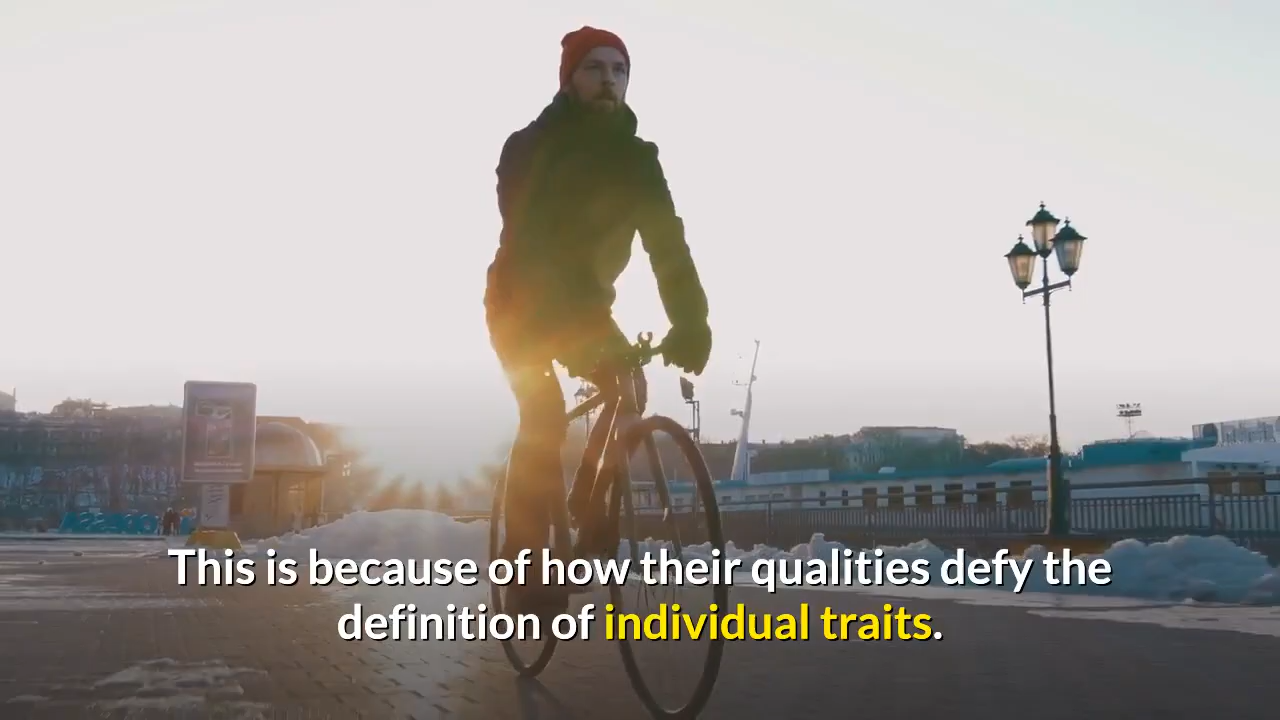 This is because of how their qualities defy the
definition of individual traits.